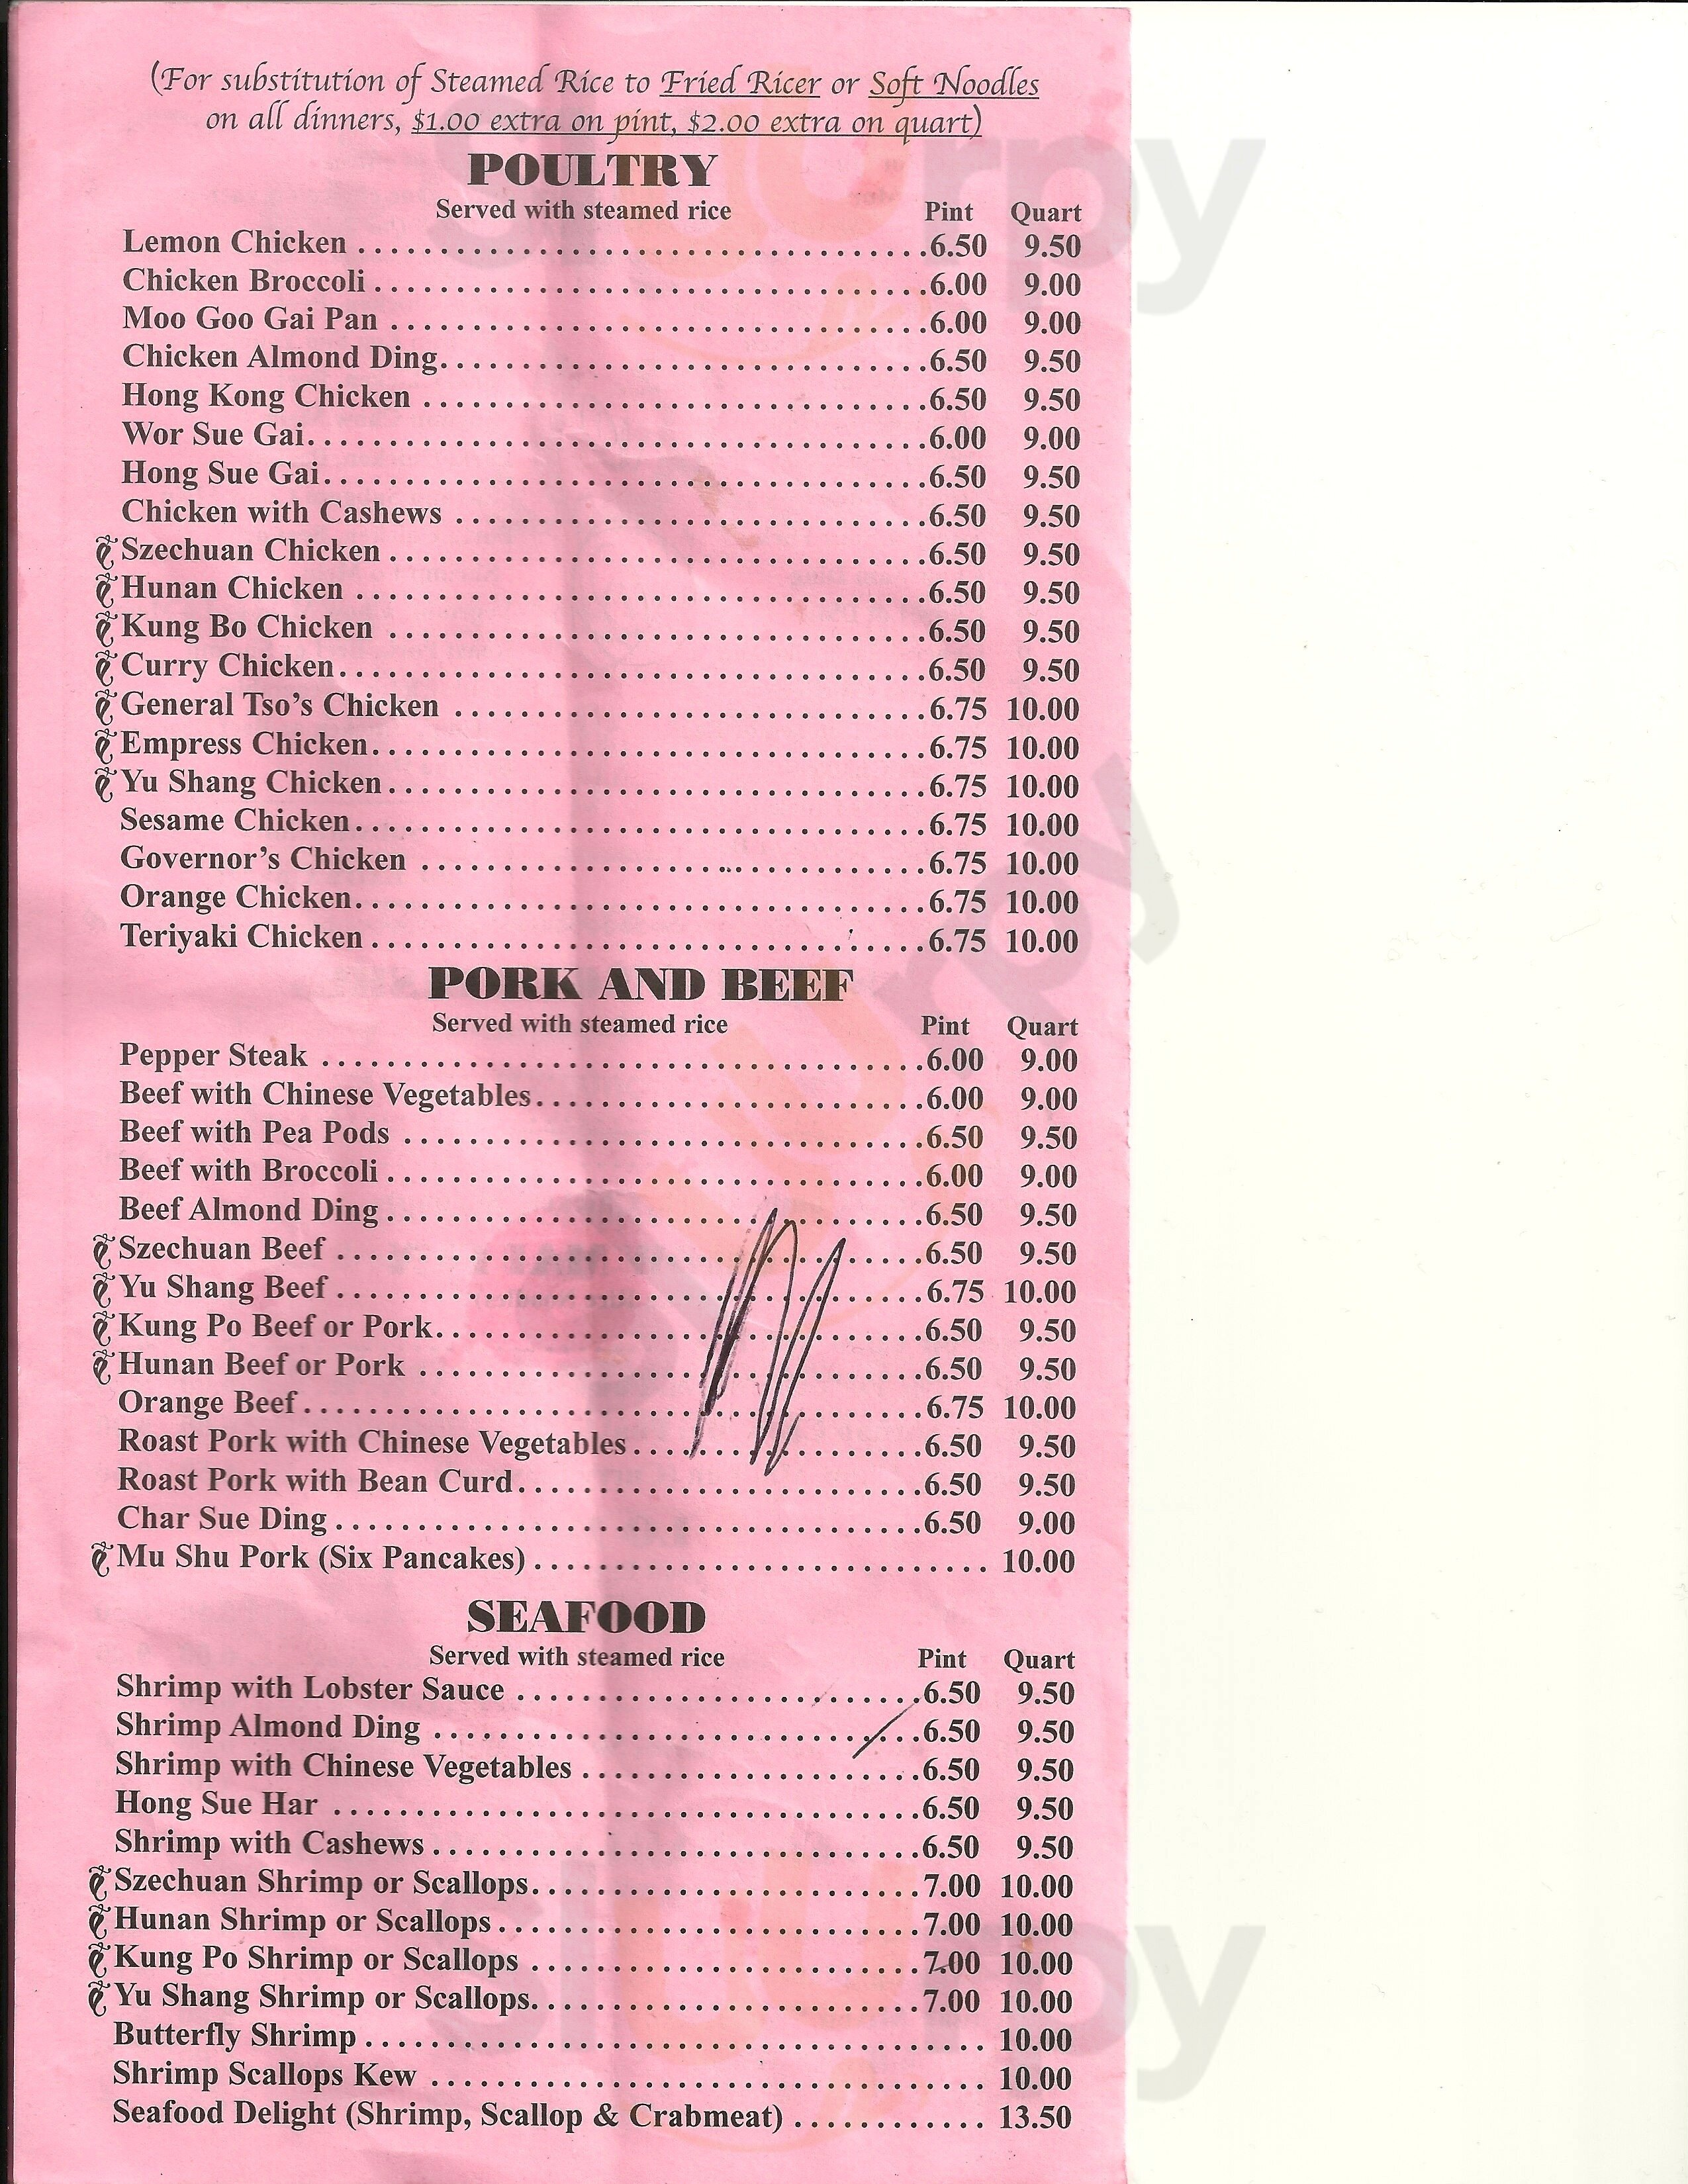 (For substitution of Steamed Rice to Fried Ricer or Soft Noodles
on all dinners, $1.00 extra on pint, $2.00 extra on quart)
POULTRY
Served with steamed rice Pint Quart
Lemon Chicken 6.50 9.50
Chicken Broccoli 6.00 9.00
Moo Goo Gai Pan 6.00 9.00
Chicken Almond Ding 6.50 9.50
Hong Kong Chicken 6.50 9.50
Wor Sue Gai 6.00 9.00
Hong Sue Gai 6.50 9.50
Chicken with Cashews 6.50 9.50
Szechuan Chicken 6.50 9.50
Hunan Chicken 6.50 9.50
Kung Bo Chicken 6.50 9.50
Curry Chicken 6.50 9.50
General Tso's Chicken 6.75 10.00
Empress Chicken 6.75 10.00
Yu Shang Chicken 6.75 10.00
Sesame Chicken 6.75 10.00
Governor's Chicken 6.75 10.00
Orange Chicken 6.75 10.00
Teriyaki Chicken 6.75 10.00
PORK AND BEEF
Served with steamed rice Pint Quart
Pepper Steak 6.00 9.00
Beef with Chinese Vegetables 6.00 9.00
Beef with Pea Pods 6.50 9.50
Beef with Broccoli 6.00 9.00
Beef Almond Ding 6.50 9.50
Szechuan Beef 6.50 9.50
Yu Shang Beef 6.75 10.00
Kung Po Beef or Pork 6.50 9.50
Hunan Beef or Pork 6.50 9.50
Orange Beef 6.75 10.00
Roast Pork with Chinese Vegetables 6.50 9.50
Roast Pork with Bean Curd 6.50 9.50
Char Sue Ding 6.50 9.00
Mu Shu Pork (Six Pancakes) 10.00
SEAFOOD
Served with steamed rice Pint Quart
Shrimp with Lobster Sauce 6.50 9.50
Shrimp Almond Ding 6.50 9.50
Shrimp with Chinese Vegetables 6.50 9.50
Hong Sue Har 6.50 9.50
Shrimp with Cashews 6.50 9.50
Szechuan Shrimp or Scallops 7.00 10.00
Hunan Shrimp or Scallops 7.00 10.00
Kung Po Shrimp or Scallops 7.00 10.00
Yu Shang Shrimp or Scallops 7.00 10.00
Butterfly Shrimp 10.00
Shrimp Scallops Kew 10.00
Seafood Delight (Shrimp, Scallop & Crabmeat) 13.50
sluurpy
sluurpy
sluurpy